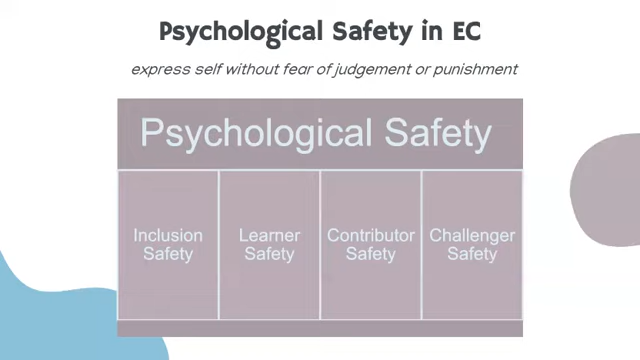 Psychological Safety in EC
express self without fear of judgement or punishment
Psychological Safety
Inclusion
Safety
Learner
Safety
Contributor
Safety
Challenger
Safety